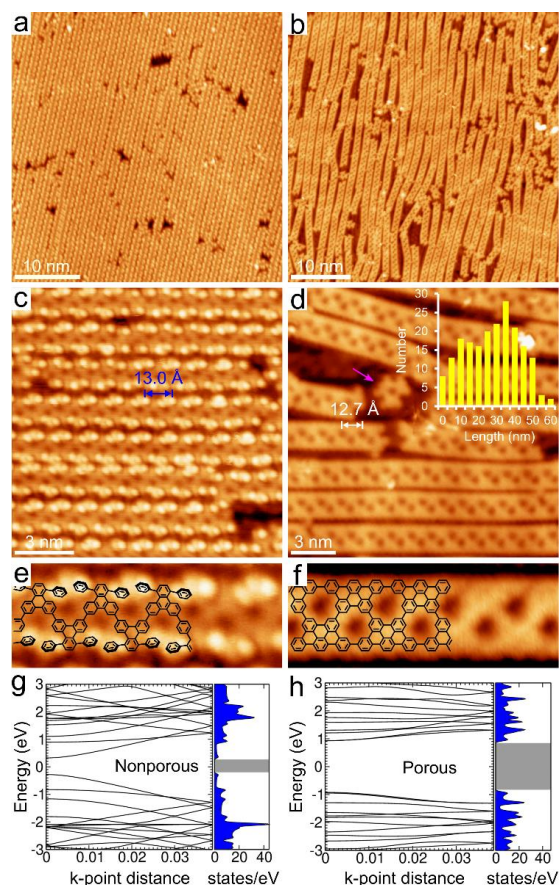 a
b
10 nm
10 nm
c
d
13.0 Å
12.7 Å
30
25
20
15
10
5
0
Number
0 10 20 30 40 50 60
Length (nm)
3 nm
3 nm
e
f
g
h
3
2
1
0
-1
-2
-3
Energy (eV)
Nonporous
0 0.01 0.02 0.03
0 20 40
k-point distance
states/eV
3
2
1
0
-1
-2
-3
Energy (eV)
Porous
0 0.01 0.02 0.03
0 20 40
k-point distance
states/eV